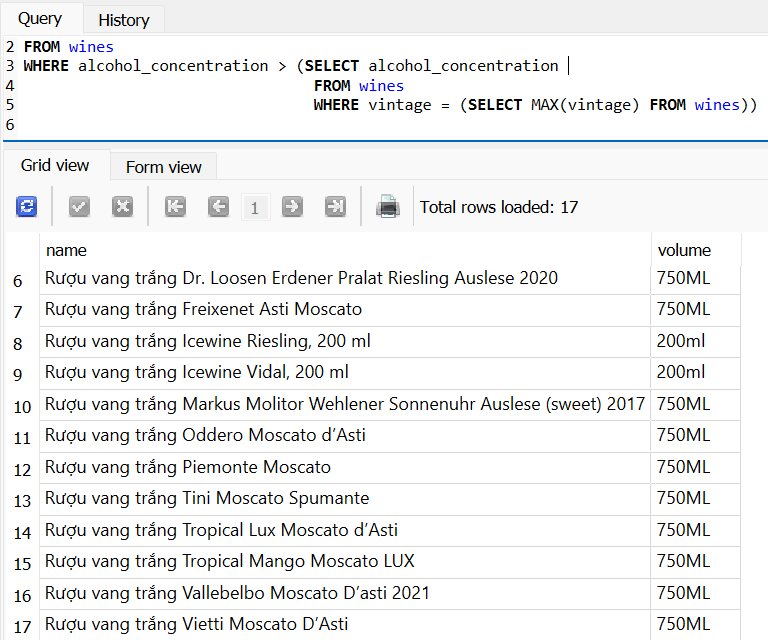 Query History
2 FROM wines
3 WHERE alcohol_concentration > (SELECT alcohol_concentration
4 FROM wines
5 WHERE vintage = (SELECT MAX(vintage) FROM wines))
6
Grid view Form view
1 Total rows loaded: 17
name volume
6 Rượu vang trắng Dr. Loosen Erdener Pralat Riesling Auslese 2020 750ML
7 Rượu vang trắng Freixenet Asti Moscato 750ML
8 Rượu vang trắng Icewine Riesling, 200 ml 200ml
9 Rượu vang trắng Icewine Vidal, 200 ml 200ml
10 Rượu vang trắng Markus Molitor Wehlener Sonnenuhr Auslese (sweet) 2017 750ML
11 Rượu vang trắng Oddero Moscato d’Asti 750ML
12 Rượu vang trắng Piemonte Moscato 750ML
13 Rượu vang trắng Tini Moscato Spumante 750ML
14 Rượu vang trắng Tropical Lux Moscato d’Asti 750ML
15 Rượu vang trắng Tropical Mango Moscato LUX 750ML
16 Rượu vang trắng Vallebelbo Moscato D’asti 2021 750ML
17 Rượu vang trắng Vietti Moscato D’Asti 750ML